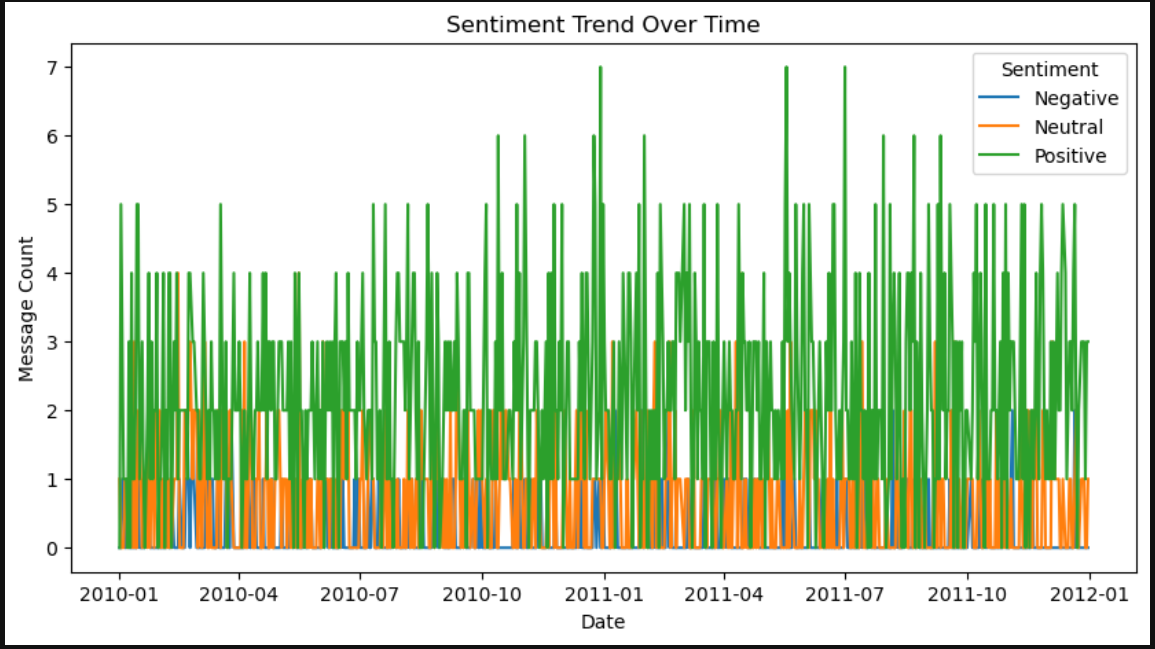 Sentiment Trend Over Time
Sentiment
Negative
Neutral
Positive
Message Count
7
6
5
4
3
2
1
0
2010-01 2010-04 2010-07 2010-10 2011-01 2011-04 2011-07 2011-10 2012-01
Date